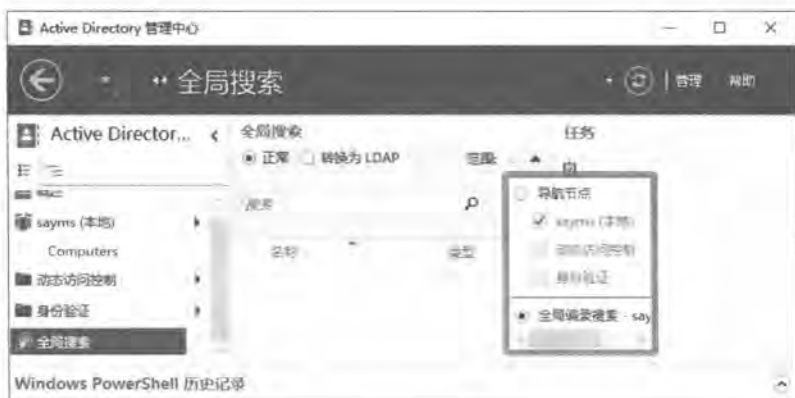 Active Directory 管理中心
全局搜索
管理 帮助
Active Director...
全局搜索
任务
正常 转换为 LDAP
范围:
导航节点
搜索
sayms (本地)
sayms (本地)
Computers
名称
类型
动态访问控制
动态访问控制
身份验证
身份验证
全局编录搜索 - say
全局搜索
Windows PowerShell 历史记录